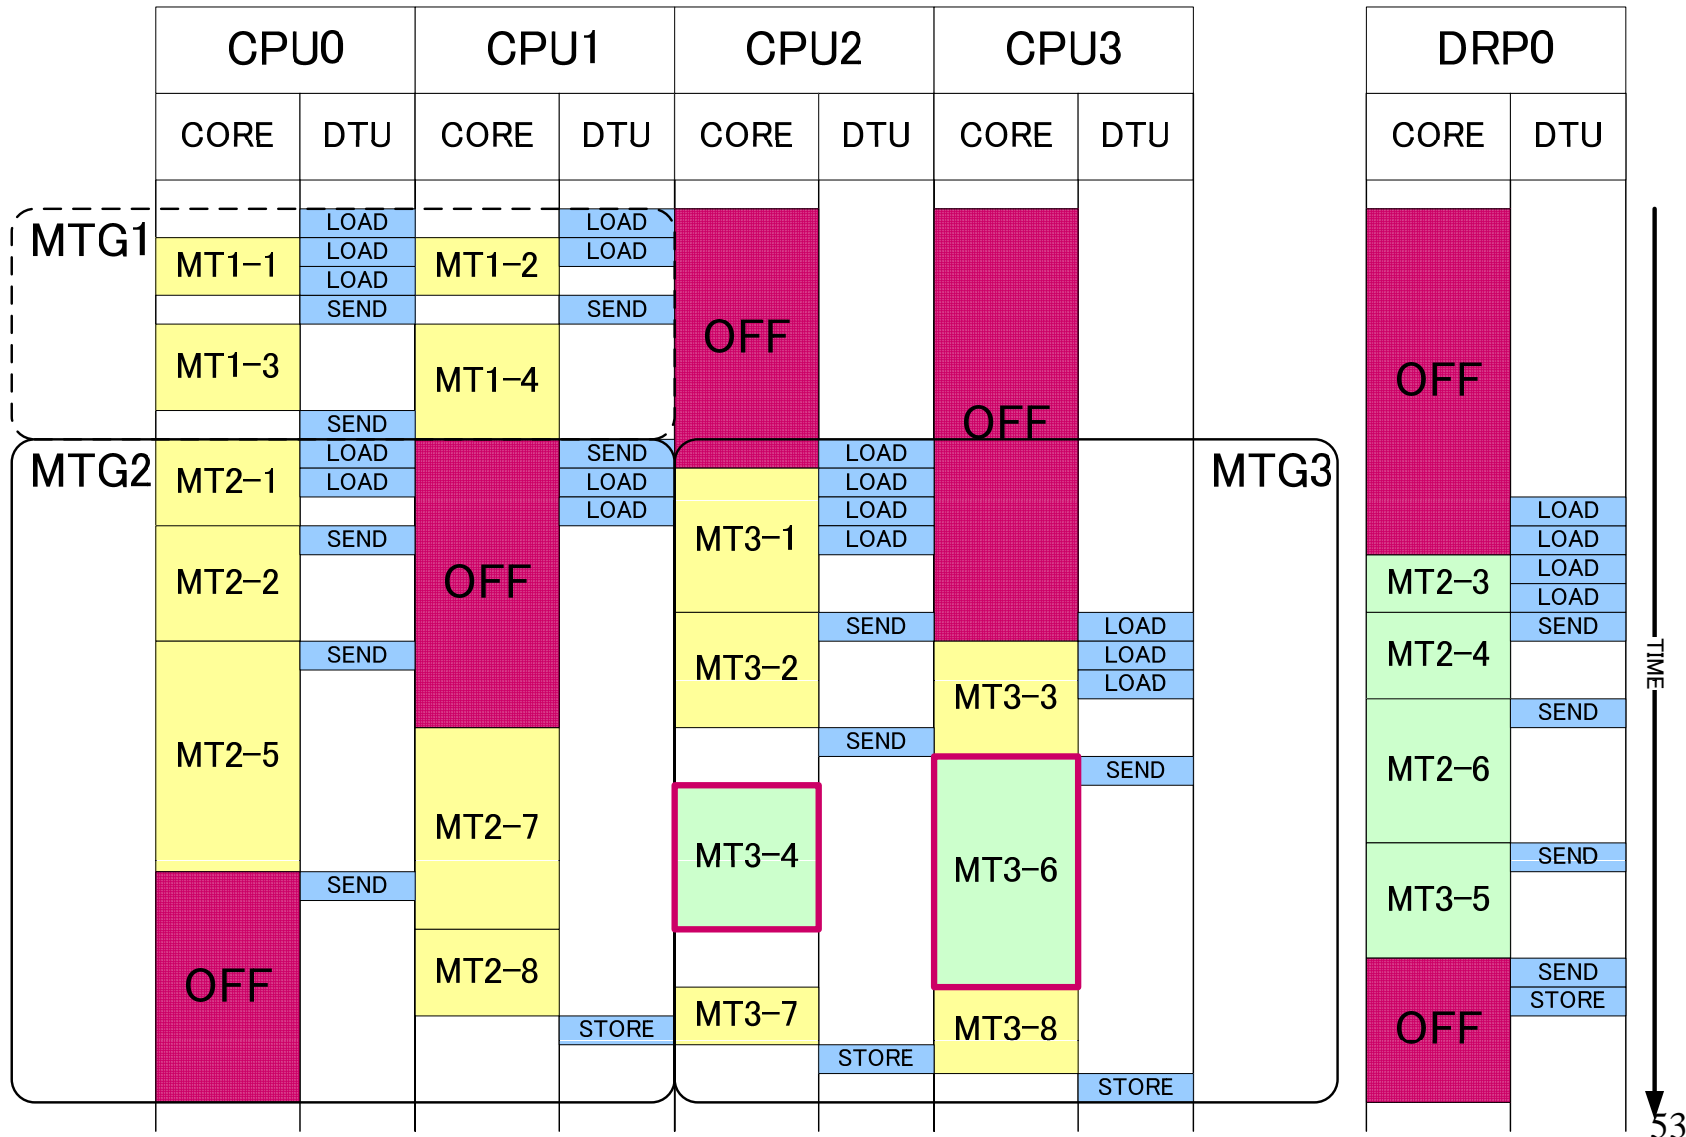 CPU0 CPU1 CPU2 CPU3 DRP0
CORE DTU CORE DTU CORE DTU CORE DTU CORE DTU
LOAD LOAD
MTG1
LOAD LOAD
MT1-1 MT1-2
LOAD
SEND SEND
OFF
MT1-3 MT1-4 OFF
OFF
SEND
LOAD SEND LOAD
MTG2 MT2-1 MTG3
LOAD LOAD LOAD
LOAD LOAD LOAD
SEND MT3-1 LOAD LOAD
MT2-2 OFF MT2-3 LOAD
LOAD
SEND LOAD SEND
SEND MT3-2 LOAD MT2-4
TIME
LOAD
MT3-3
SEND
SEND
MT2-5 SEND MT2-6
MT2-7 MT3-4 MT3-6 SEND
SEND MT3-5
OFF MT2-8 SEND
STORE
STORE MT3-7 MT3-8 OFF
STORE
STORE
53